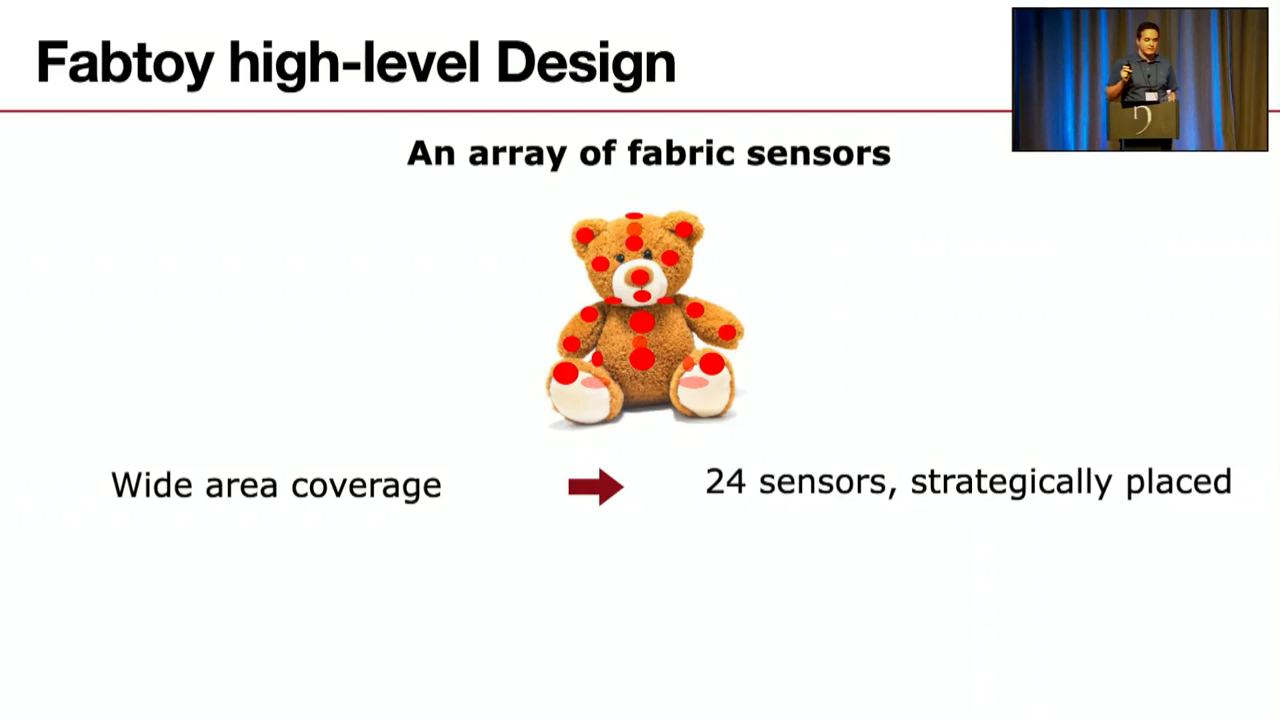 Fabtoy high-level Design
An array of fabric sensors
Wide area coverage
24 sensors, strategically placed